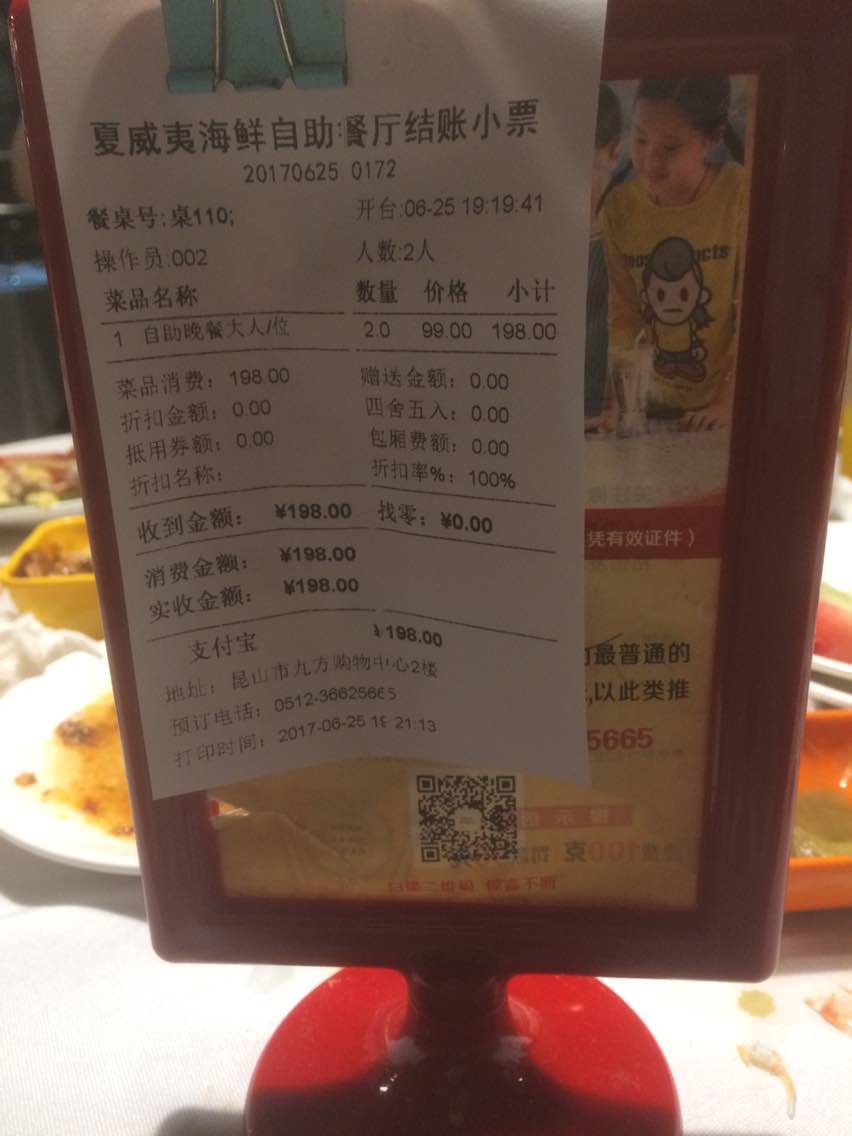 夏威夷海鲜自助餐厅结账小票
20170625 0172
餐桌号:桌110; 开台:06-25 19:19:41
操作员:002 人数:2人
菜品名称 数量 价格 小计
1 自助晚餐大人/位 2.0 99.00 198.00
菜品消费: 198.00 赠送金额: 0.00
折扣金额: 0.00 四舍五入: 0.00
抵用券额: 0.00 包厢费额: 0.00
折扣名称: 折扣率%: 100%
收到金额: ¥198.00 找零: ¥0.00
消费金额: ¥198.00
实收金额: ¥198.00
支付宝 ¥198.00
地址: 昆山市九方购物中心2楼
预订电话: 0512-36625665
打印时间: 2017-06-25 19:21:13
凭有效证件)
最普通的
,以此类推
5665